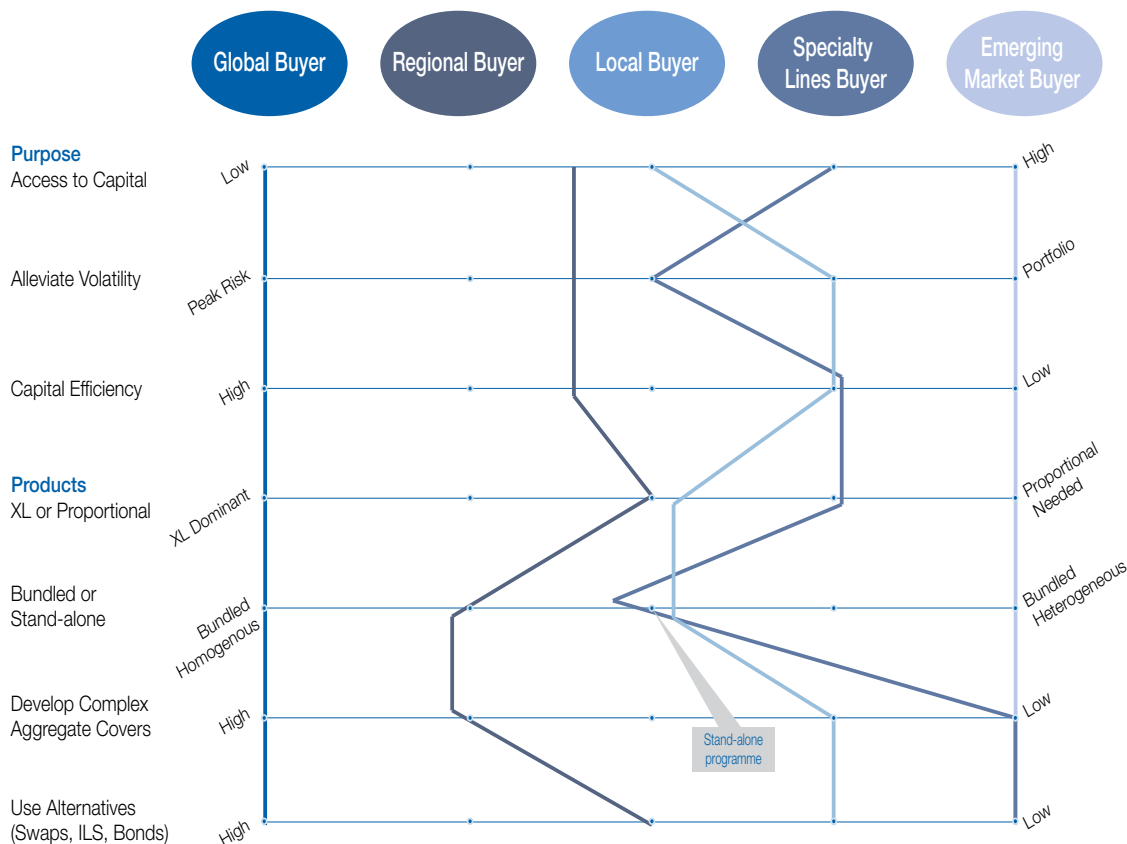 Global Buyer
Regional Buyer
Local Buyer
Specialty
Lines Buyer
Emerging
Market Buyer
Purpose
Access to Capital
Low
High
Alleviate Volatility
Peak Risk
Portfolio
Capital Efficiency
High
Low
Products
XL or Proportional
XL Dominant
Proportional
Needed
Bundled or
Stand-alone
Bundled
Homogenous
Bundled
Heterogeneous
Develop Complex
Aggregate Covers
High
Low
Stand-alone
programme
Use Alternatives
(Swaps, ILS, Bonds)
High
Low